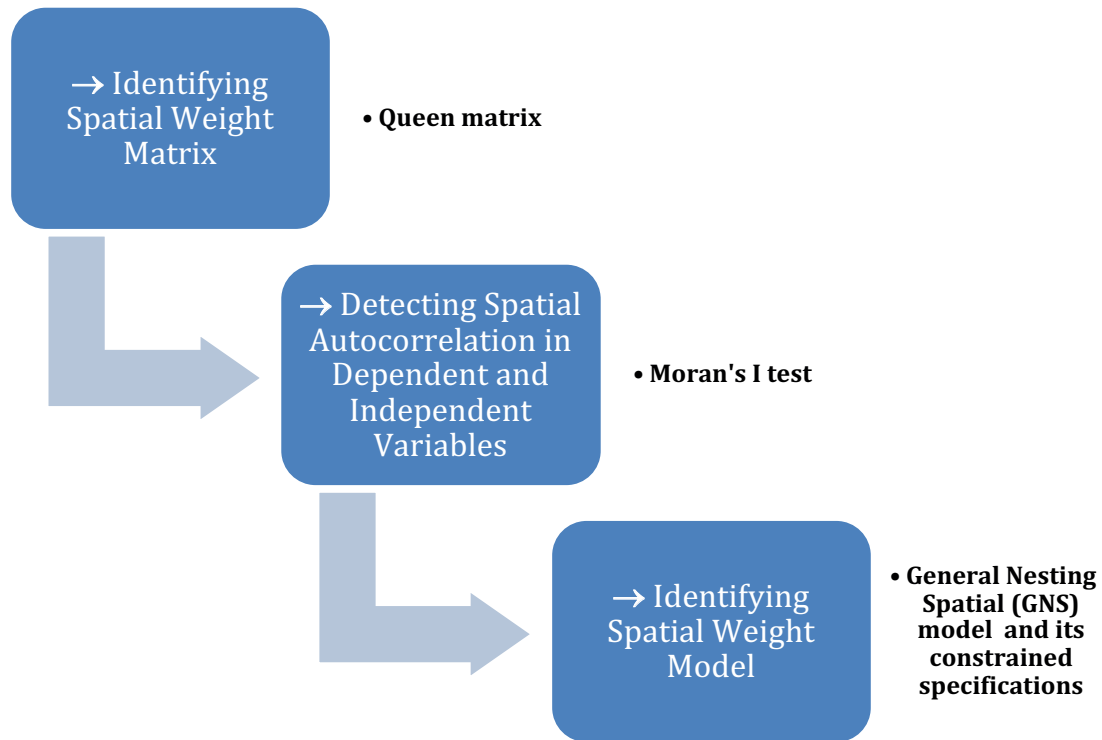 → Identifying
Spatial Weight
Matrix
• Queen matrix
→ Detecting Spatial
Autocorrelation in
Dependent and
Independent
Variables
• Moran's I test
→ Identifying
Spatial Weight
Model
• General Nesting
Spatial (GNS)
model and its
constrained
specifications